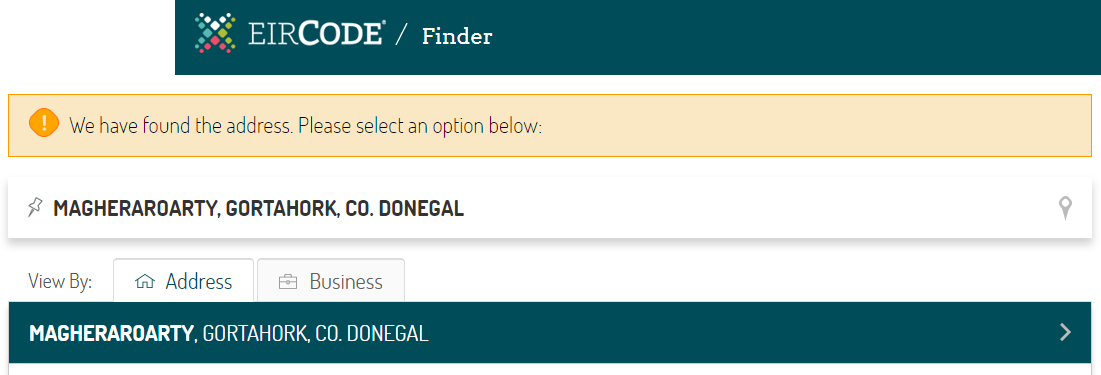 EIRCODE / Finder
We have found the address. Please select an option below:
MAGHERAROARTY, GORTAHORK, CO. DONEGAL
View By: Address Business
MAGHERAROARTY, GORTAHORK, CO. DONEGAL